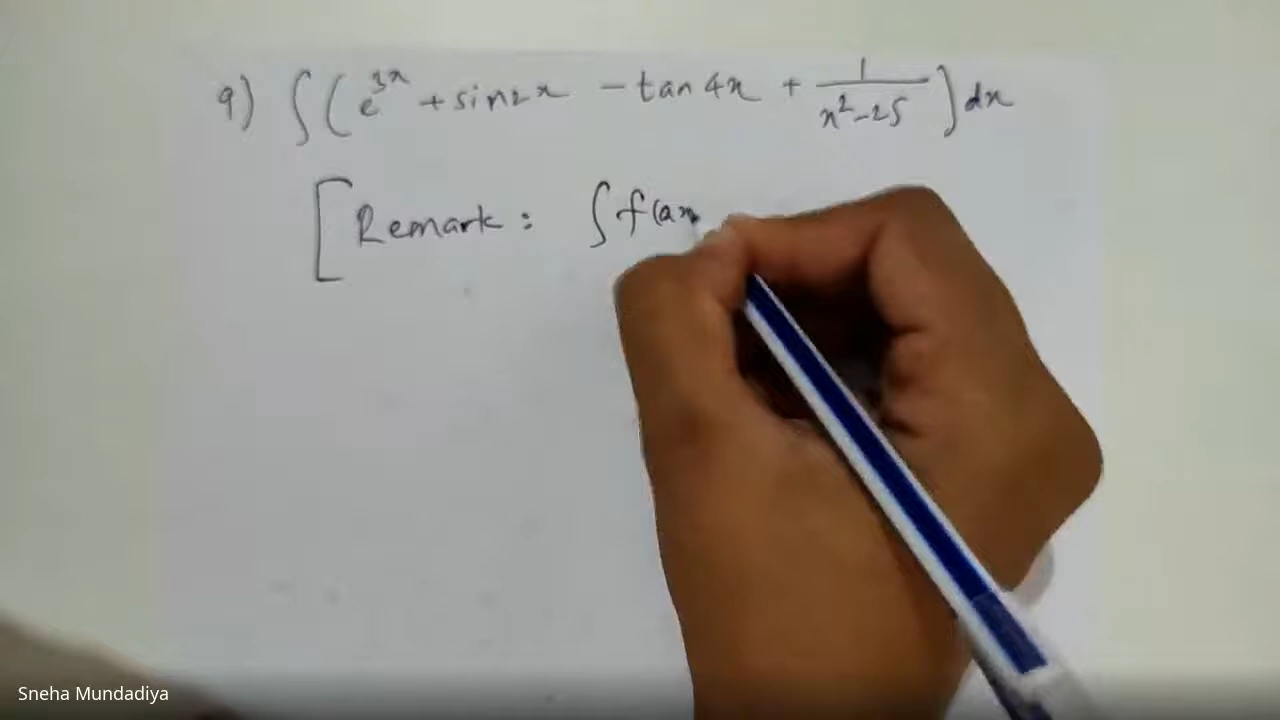 9) ∫(e^3x + sin2x - tan 4x + 1/(x²-25)) dx
[Remark : ∫f(ax
Sneha Mundadiya